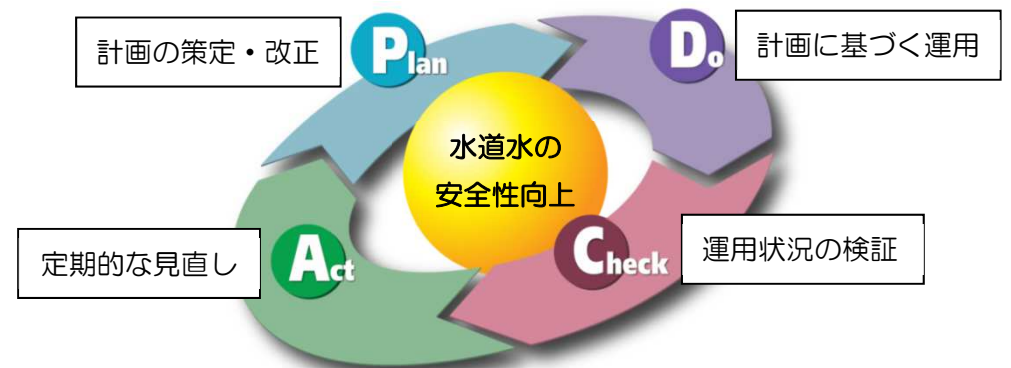 計画の策定・改正
Plan
Do
計画に基づく運用
水道水の
安全性向上
定期的な見直し
Act
Check
運用状況の検証